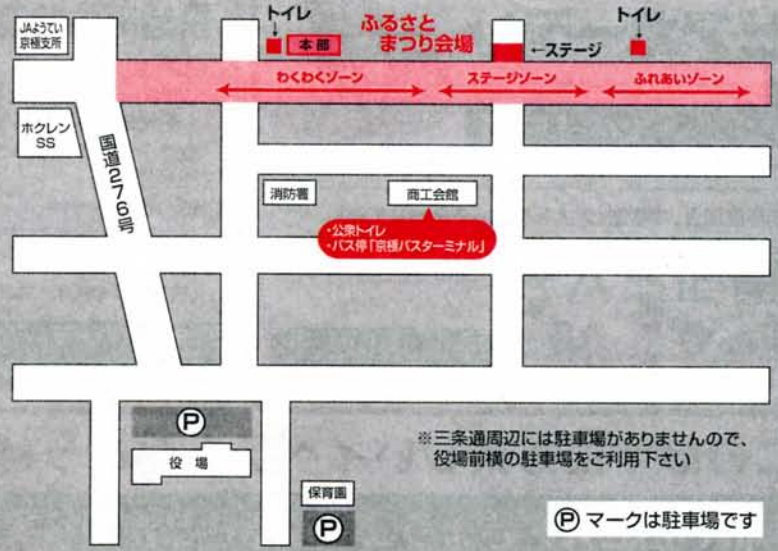 JAようてい
京極支所
トイレ
↓
本部
ふるさと
まつり会場
←ステージ
トイレ
↓
わくわくゾーン
ステージゾーン
ふれあいゾーン
ホクレン
SS
国道276号
消防署
商工会館
・公衆トイレ
・バス停「京極バスターミナル」
Ⓟ
役場
※三条通周辺には駐車場がありませんので、
役場前横の駐車場をご利用下さい
保育園
Ⓟ
Ⓟマークは駐車場です